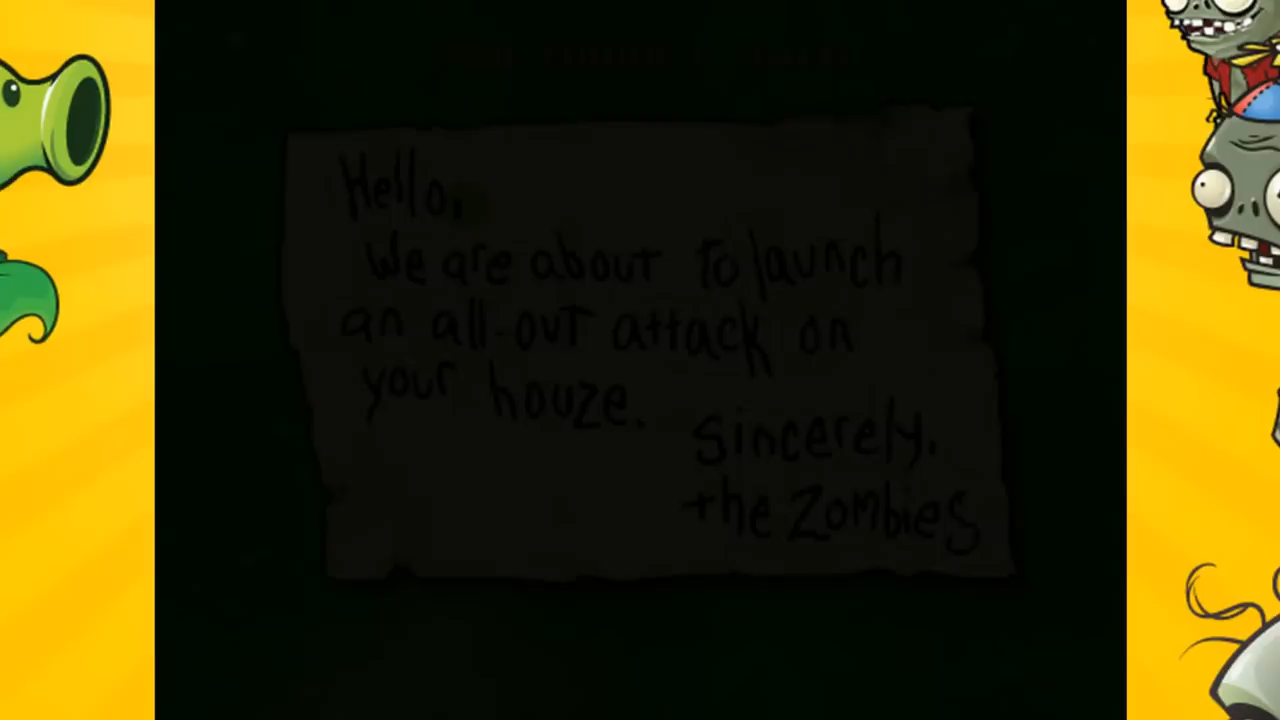 Hello,
We are about to launch
an all-out attack on
your houze.
Sincerely,
the Zombies